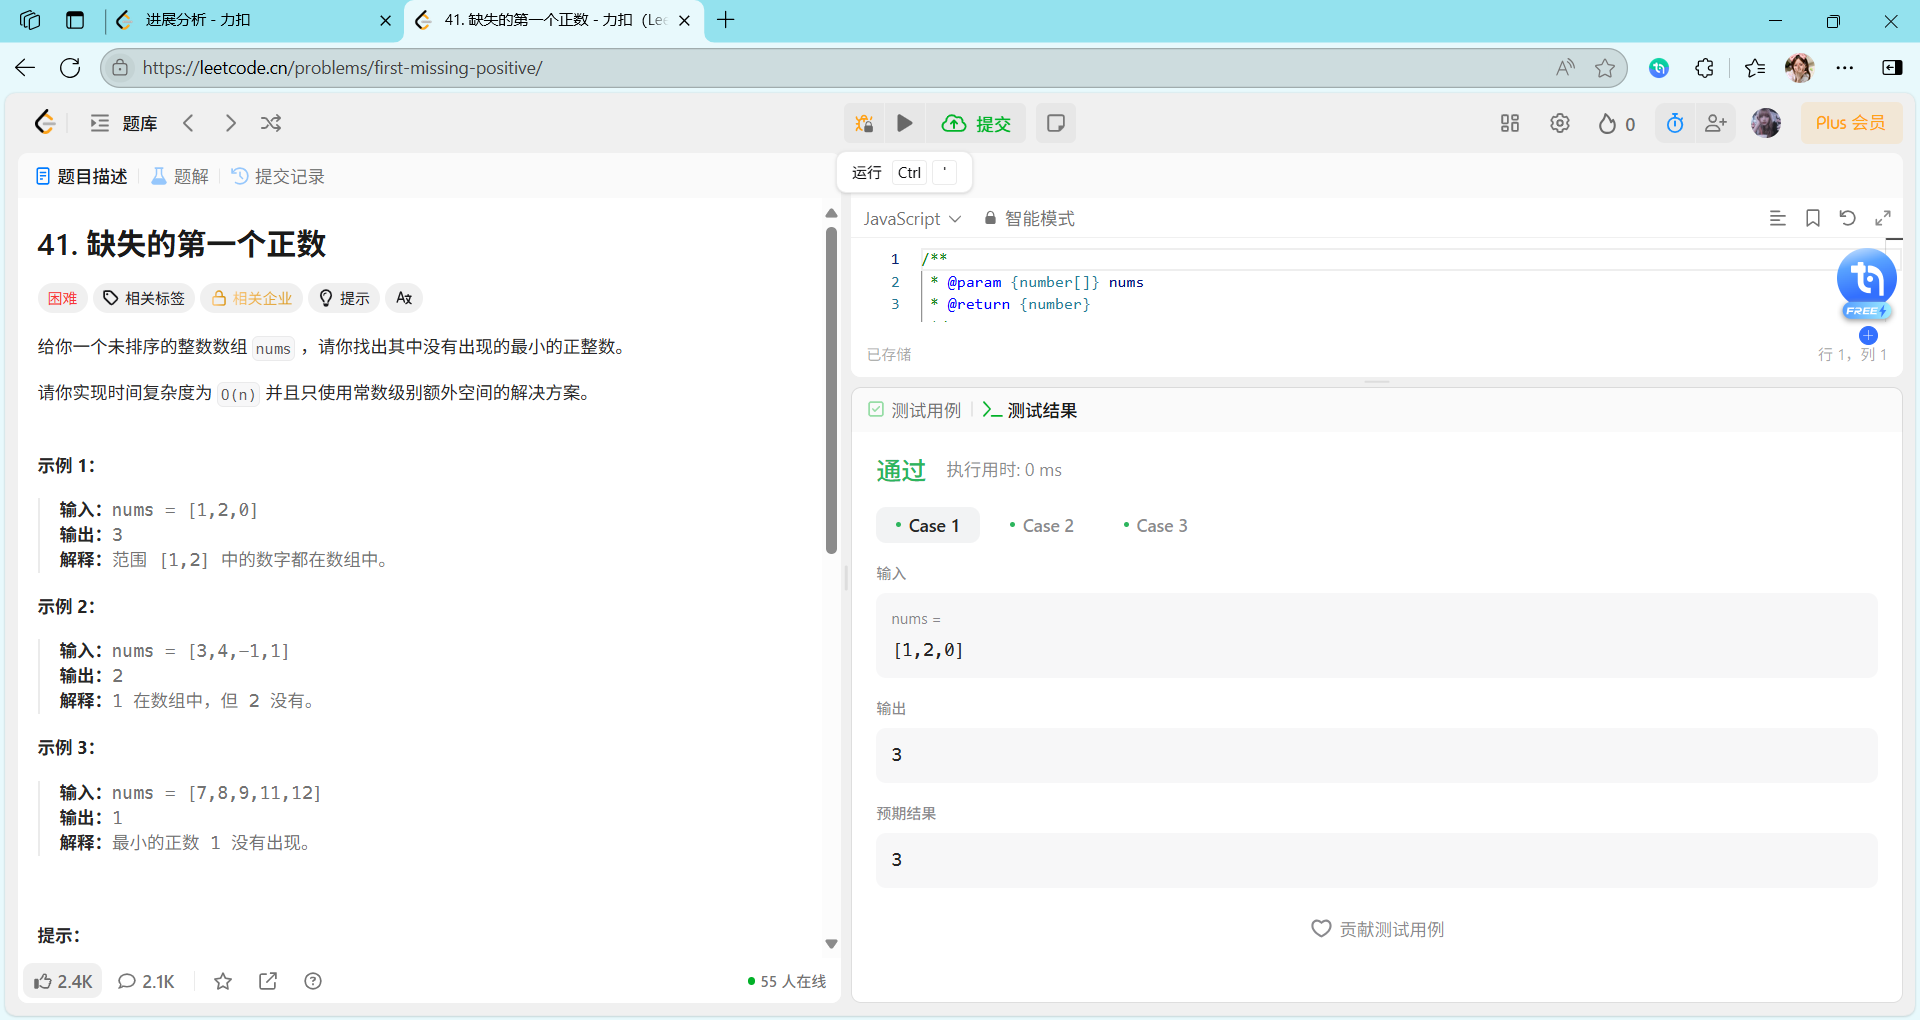 进展分析 - 力扣
41. 缺失的第一个正数 - 力扣（Lee
https://leetcode.cn/problems/first-missing-positive/
题库
提交
0
Plus 会员
运行 Ctrl '
题目描述
题解
提交记录
41. 缺失的第一个正数
困难
相关标签
相关企业
提示
给你一个未排序的整数数组 nums ，请你找出其中没有出现的最小的正整数。
请你实现时间复杂度为 O(n) 并且只使用常数级别额外空间的解决方案。
示例 1：
输入：nums = [1,2,0]
输出：3
解释：范围 [1,2] 中的数字都在数组中。
示例 2：
输入：nums = [3,4,-1,1]
输出：2
解释：1 在数组中，但 2 没有。
示例 3：
输入：nums = [7,8,9,11,12]
输出：1
解释：最小的正数 1 没有出现。
提示：
2.4K
2.1K
55 人在线
JavaScript
智能模式
1 /**
2 * @param {number[]} nums
3 * @return {number}
FREE
已存储
行 1，列 1
测试用例
测试结果
通过
执行用时: 0 ms
Case 1
Case 2
Case 3
输入
nums =
[1,2,0]
输出
3
预期结果
3
贡献测试用例